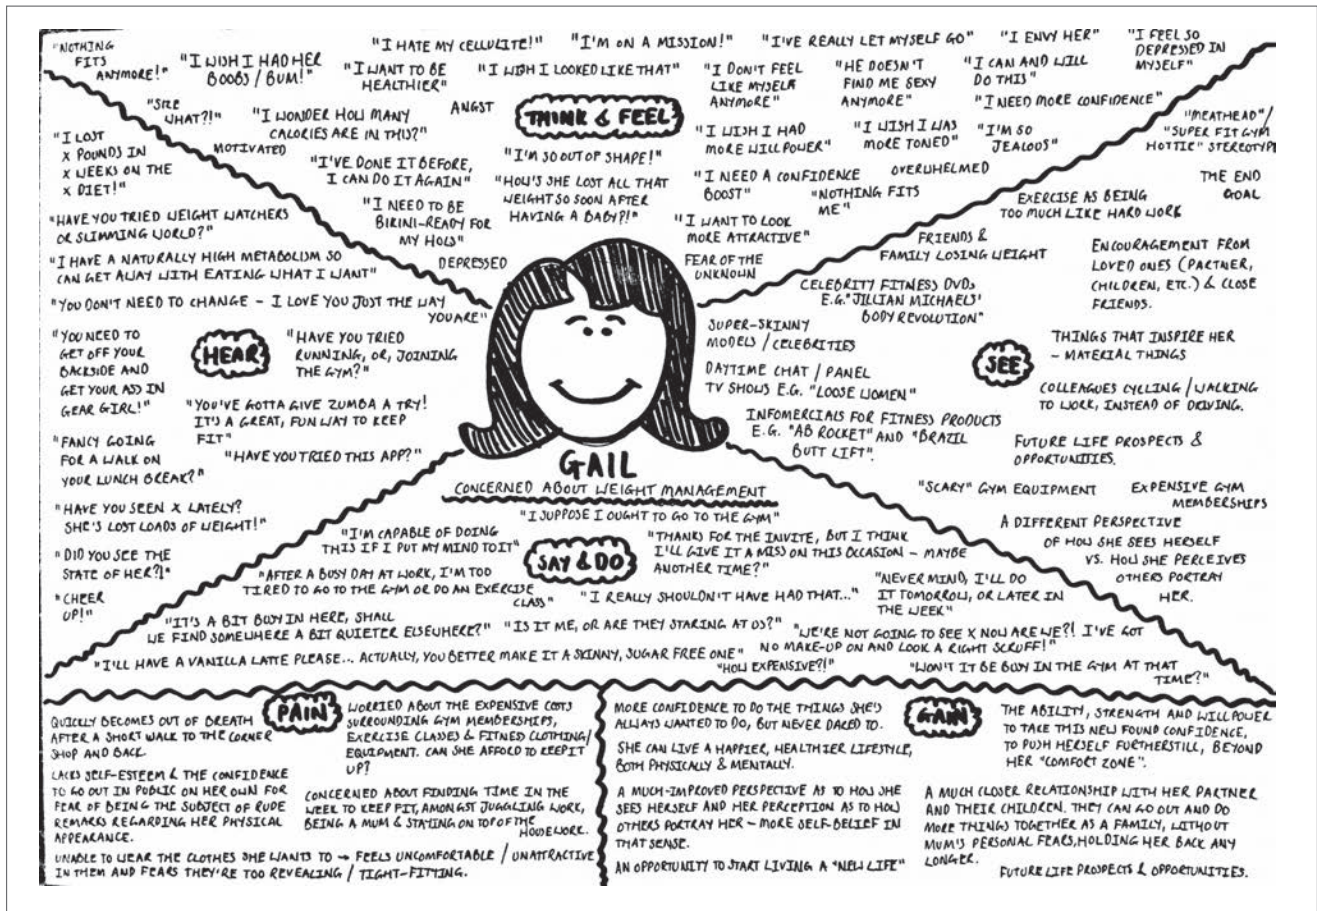 "NOTHING
FITS
ANYMORE!"
"I WISH I HAD HER
BOOBS / BUM!"
"I HATE MY CELLULITE!"
"I'M ON A MISSION!"
"I'VE REALLY LET MYSELF GO"
"I ENVY HER"
"I FEEL SO
DEPRESSED IN
MYSELF"
"I WANT TO BE
HEALTHIER"
"I WISH I LOOKED LIKE THAT"
"I DON'T FEEL
LIKE MYSELF
ANYMORE"
"HE DOESN'T
FIND ME SEXY
ANYMORE"
"I CAN AND WILL
DO THIS"
"SIZE
WHAT?!"
"I WONDER HOW MANY
CALORIES ARE IN THIS?"
ANGST
THINK & FEEL
"I NEED MORE CONFIDENCE"
MOTIVATED
"I'VE DONE IT BEFORE,
I CAN DO IT AGAIN"
"I'M SO OUT OF SHAPE!"
"I WISH I HAD
MORE WILLPOWER"
"I WISH I WAS
MORE TONED"
"I'M SO
JEALOUS"
"I NEED TO BE
BIKINI-READY FOR
MY HOLS"
"HOW'S SHE LOST ALL THAT
WEIGHT SO SOON AFTER
HAVING A BABY?!"
"I NEED A CONFIDENCE
BOOST"
OVERWHELMED
"NOTHING FITS
ME"
"I WANT TO LOOK
MORE ATTRACTIVE"
DEPRESSED
FEAR OF THE
UNKNOWN
"I LOST
X POUNDS IN
X WEEKS ON THE
X DIET!"
"HAVE YOU TRIED WEIGHT WATCHERS
OR SLIMMING WORLD?"
"I HAVE A NATURALLY HIGH METABOLISM SO
CAN GET AWAY WITH EATING WHAT I WANT"
"YOU DON'T NEED TO CHANGE - I LOVE YOU JUST THE WAY
YOU ARE"
"YOU NEED TO
GET OFF YOUR
BACKSIDE AND
GET YOUR ASS IN
GEAR GIRL!"
HEAR
"HAVE YOU TRIED
RUNNING, OR, JOINING
THE GYM?"
"YOU'VE GOTTA GIVE ZUMBA A TRY!
IT'S A GREAT, FUN WAY TO KEEP
FIT"
"FANCY GOING
FOR A WALK ON
YOUR LUNCH BREAK?"
"HAVE YOU TRIED THIS APP?"
"HAVE YOU SEEN X LATELY?
SHE'S LOST LOADS OF WEIGHT!"
"DID YOU SEE THE
STATE OF HER?!"
"CHEER
UP!"
"MEATHEAD"/
"SUPER FIT GYM
HOTTIE" STEREOTYPE
THE END
GOAL
EXERCISE AS BEING
TOO MUCH LIKE HARD WORK
FRIENDS &
FAMILY LOSING WEIGHT
ENCOURAGEMENT FROM
LOVED ONES (PARTNER,
CHILDREN, ETC.) & CLOSE
FRIENDS.
CELEBRITY FITNESS DVDs
E.G. "JILLIAN MICHAELS'
BODY REVOLUTION"
SUPER-SKINNY
MODELS / CELEBRITIES
SEE
THINGS THAT INSPIRE HER
- MATERIAL THINGS
DAYTIME CHAT / PANEL
TV SHOWS E.G. "LOOSE WOMEN"
COLLEAGUES CYCLING / WALKING
TO WORK, INSTEAD OF DRIVING.
INFOMERCIALS FOR FITNESS PRODUCTS
E.G. "AB ROCKET" AND "BRAZIL
BUTT LIFT".
FUTURE LIFE PROSPECTS &
OPPORTUNITIES.
"SCARY" GYM EQUIPMENT
EXPENSIVE GYM
MEMBERSHIPS
A DIFFERENT PERSPECTIVE
OF HOW SHE SEES HERSELF
VS. HOW SHE PERCEIVES
OTHERS PORTRAY
HER.
GAIL
CONCERNED ABOUT WEIGHT MANAGEMENT
"I SUPPOSE I OUGHT TO GO TO THE GYM"
"I'M CAPABLE OF DOING
THIS IF I PUT MY MIND TO IT"
SAY & DO
"THANKS FOR THE INVITE, BUT I THINK
I'LL GIVE IT A MISS ON THIS OCCASION - MAYBE
ANOTHER TIME?"
"AFTER A BUSY DAY AT WORK, I'M TOO
TIRED TO GO TO THE GYM OR DO AN EXERCISE
CLASS"
"I REALLY SHOULDN'T HAVE HAD THAT..."
"NEVER MIND, I'LL DO
IT TOMORROW, OR LATER IN
THE WEEK"
"IT'S A BIT BUSY IN HERE, SHALL
WE FIND SOMEWHERE A BIT QUIETER ELSEWHERE?"
"IS IT ME, OR ARE THEY STARING AT US?"
"WE'RE NOT GOING TO SEE X NOW ARE WE?! I'VE GOT
NO MAKE-UP ON AND LOOK A RIGHT SCRUFF!"
"I'LL HAVE A VANILLA LATTE PLEASE... ACTUALLY, YOU BETTER MAKE IT A SKINNY, SUGAR FREE ONE"
"HOW EXPENSIVE?!"
"WON'T IT BE BUSY IN THE GYM AT THAT
TIME?"
PAIN
QUICKLY BECOMES OUT OF BREATH
AFTER A SHORT WALK TO THE CORNER
SHOP AND BACK.
LACKS SELF-ESTEEM & THE CONFIDENCE
TO GO OUT IN PUBLIC ON HER OWN FOR
FEAR OF BEING THE SUBJECT OF RUDE
REMARKS REGARDING HER PHYSICAL
APPEARANCE.
WORRIED ABOUT THE EXPENSIVE COSTS
SURROUNDING GYM MEMBERSHIPS,
EXERCISE CLASSES & FITNESS CLOTHING/
EQUIPMENT. CAN SHE AFFORD TO KEEP IT
UP?
CONCERNED ABOUT FINDING TIME IN THE
WEEK TO KEEP FIT, AMONGST JUGGLING WORK,
BEING A MUM & STAYING ON TOP OF THE
HOUSEWORK.
UNABLE TO WEAR THE CLOTHES SHE WANTS TO → FEELS UNCOMFORTABLE / UNATTRACTIVE
IN THEM AND FEARS THEY'RE TOO REVEALING / TIGHT-FITTING.
GAIN
MORE CONFIDENCE TO DO THE THINGS SHE'S
ALWAYS WANTED TO DO, BUT NEVER DARED TO.
SHE CAN LIVE A HAPPIER, HEALTHIER LIFESTYLE,
BOTH PHYSICALLY & MENTALLY.
A MUCH-IMPROVED PERSPECTIVE AS TO HOW SHE
SEES HERSELF AND HER PERCEPTION AS TO HOW
OTHERS PORTRAY HER - MORE SELF-BELIEF IN
THAT SENSE.
AN OPPORTUNITY TO START LIVING A "NEW LIFE"
THE ABILITY, STRENGTH AND WILLPOWER
TO TAKE THIS NEW FOUND CONFIDENCE,
TO PUSH HERSELF FURTHERSTILL, BEYOND
HER "COMFORT ZONE".
A MUCH CLOSER RELATIONSHIP WITH HER PARTNER
AND THEIR CHILDREN. THEY CAN GO OUT AND DO
MORE THINGS TOGETHER AS A FAMILY, WITHOUT
MUM'S PERSONAL FEARS, HOLDING HER BACK ANY
LONGER.
FUTURE LIFE PROSPECTS & OPPORTUNITIES.